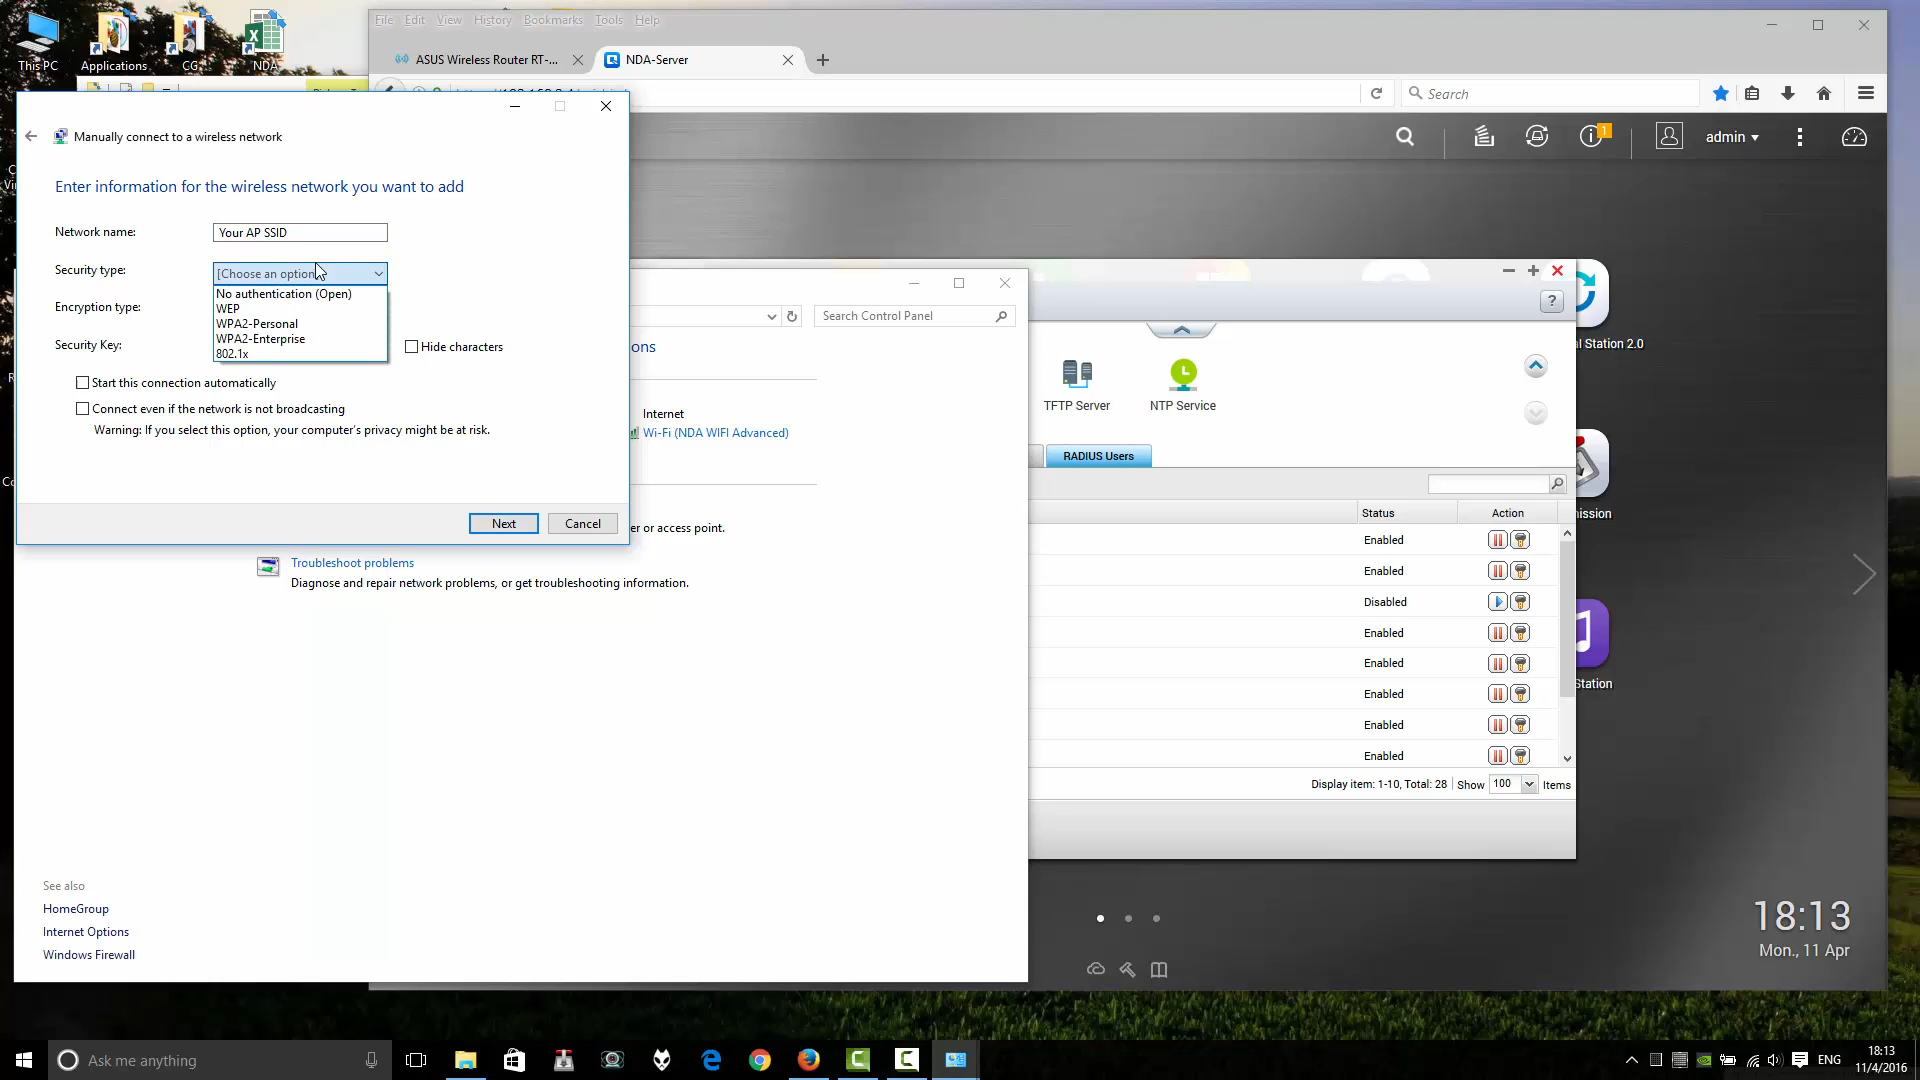 This PC
Applications
CG
NDA
File Edit View History Bookmarks Tools Help
ASUS Wireless Router RT-...
NDA-Server
Search
admin
1
Manually connect to a wireless network
Enter information for the wireless network you want to add
Network name:
Your AP SSID
Security type:
[Choose an option
No authentication (Open)
WEP
WPA2-Personal
WPA2-Enterprise
802.1x
Encryption type:
Security Key:
Hide characters
Start this connection automatically
Connect even if the network is not broadcasting
Warning: If you select this option, your computer's privacy might be at risk.
Next
Cancel
Search Control Panel
ons
Internet
Wi-Fi (NDA WIFI Advanced)
er or access point.
Troubleshoot problems
Diagnose and repair network problems, or get troubleshooting information.
See also
HomeGroup
Internet Options
Windows Firewall
?
TFTP Server
NTP Service
RADIUS Users
Status
Action
Enabled
Enabled
Disabled
Enabled
Enabled
Enabled
Enabled
Enabled
Display item: 1-10, Total: 28
Show
100
Items
al Station 2.0
ission
Station
18:13
Mon., 11 Apr
Ask me anything
ENG
18:13
11/4/2016